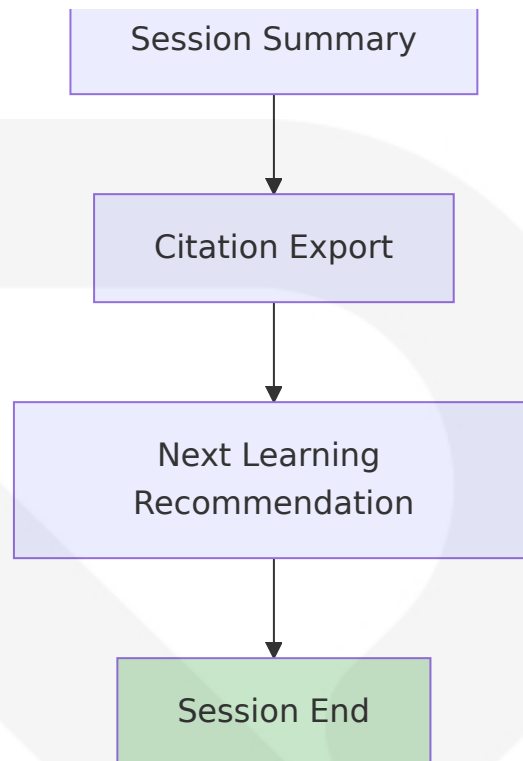 Session Summary
Citation Export
Next Learning
Recommendation
Session End